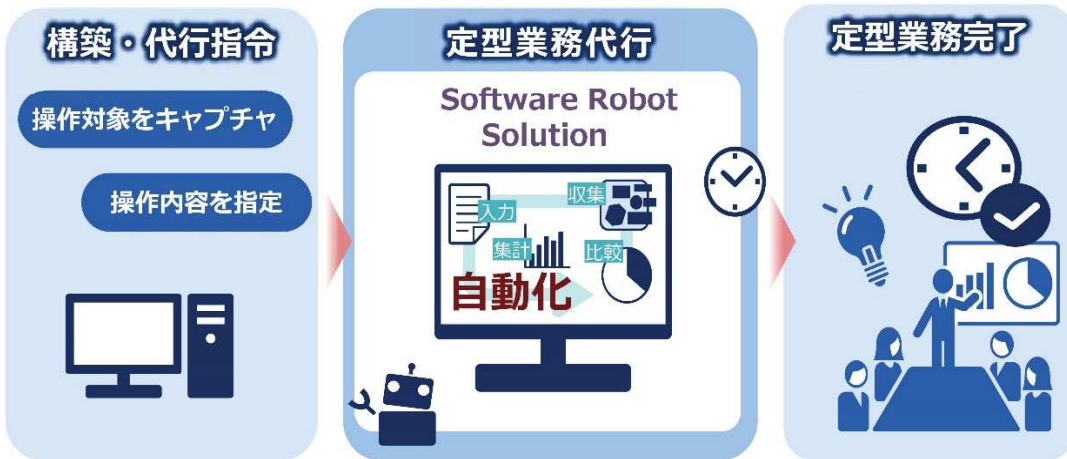 構築・代行指令
操作対象をキャプチャ
操作内容を指定
定型業務代行
Software Robot
Solution
入力
収集
集計
比較
自動化
定型業務完了